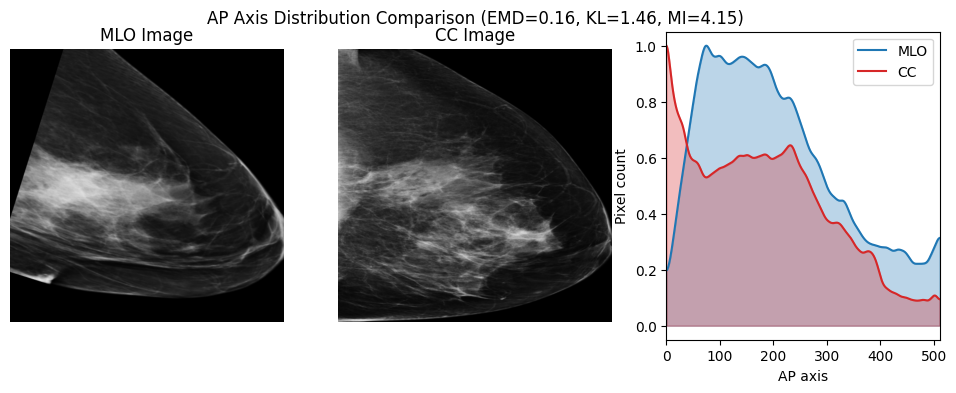 AP Axis Distribution Comparison (EMD=0.16, KL=1.46, MI=4.15)
MLO Image
CC Image
MLO
CC
1.0
0.8
0.6
0.4
0.2
0.0
Pixel count
0 100 200 300 400 500
AP axis